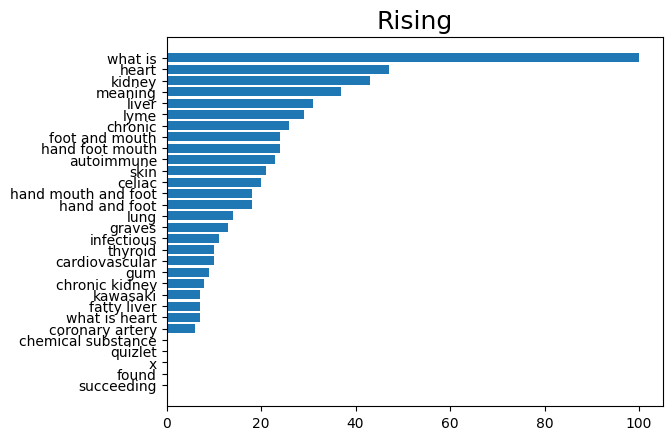 Rising
what is
heart
kidney
meaning
liver
lyme
chronic
foot and mouth
hand foot mouth
autoimmune
skin
celiac
hand mouth and foot
hand and foot
lung
graves
infectious
thyroid
cardiovascular
gum
chronic kidney
kawasaki
fatty liver
what is heart
coronary artery
chemical substance
quizlet
x
found
succeeding
0 20 40 60 80 100